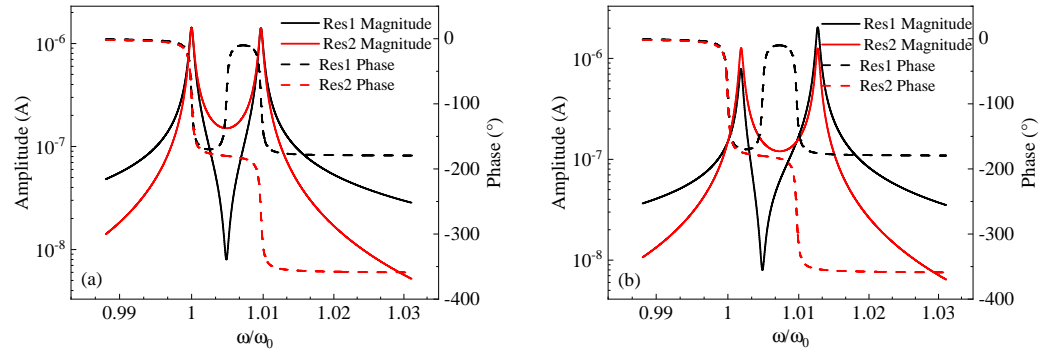 Res1 Magnitude
Res2 Magnitude
Res1 Phase
Res2 Phase
10⁻⁶
10⁻⁷
10⁻⁸
Amplitude (A)
0
-100
-200
-300
-400
Phase (°)
(a)
0.99 1 1.01 1.02 1.03
ω/ω₀
Res1 Magnitude
Res2 Magnitude
Res1 Phase
Res2 Phase
10⁻⁶
10⁻⁷
10⁻⁸
Amplitude (A)
0
-100
-200
-300
-400
Phase (°)
(b)
0.99 1 1.01 1.02 1.03
ω/ω₀